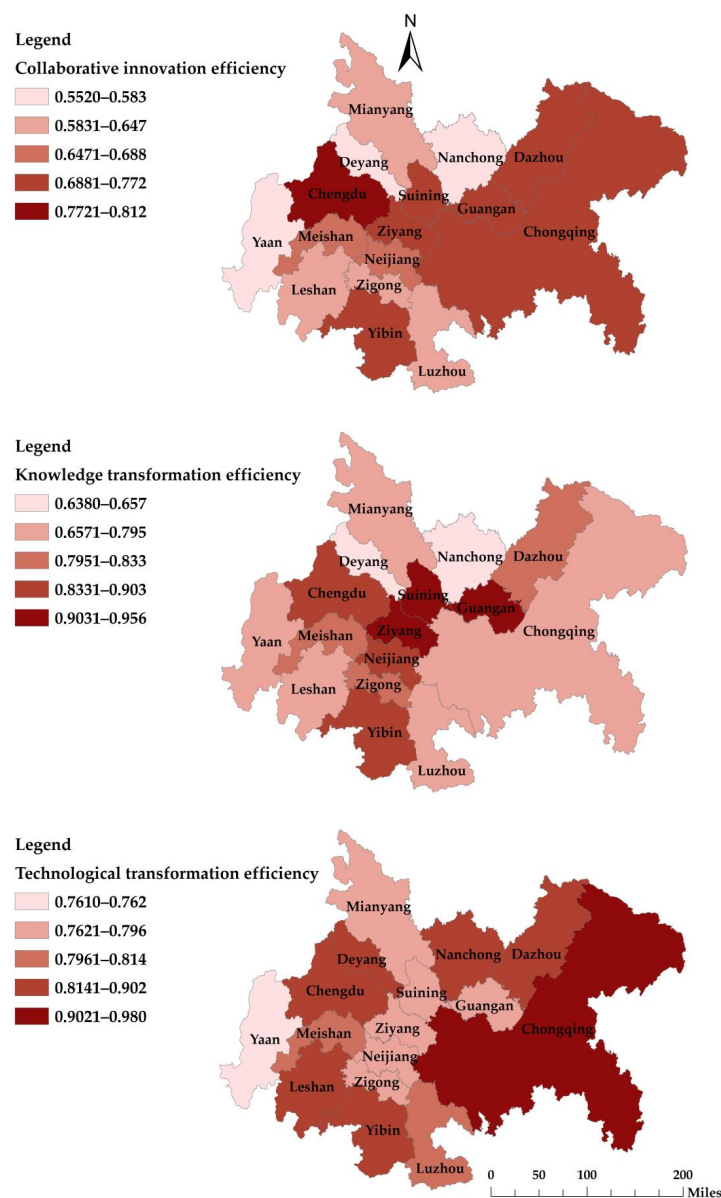 N
Legend
Collaborative innovation efficiency
0.5520–0.583
0.5831–0.647
0.6471–0.688
0.6881–0.772
0.7721–0.812
Mianyang
Deyang
Nanchong
Dazhou
Chengdu
Suining
Guangan
Yaan
Meishan
Ziyang
Chongqing
Neijiang
Leshan
Zigong
Yibin
Luzhou
Legend
Knowledge transformation efficiency
0.6380–0.657
0.6571–0.795
0.7951–0.833
0.8331–0.903
0.9031–0.956
Mianyang
Deyang
Nanchong
Dazhou
Chengdu
Suining
Guangan
Yaan
Meishan
Ziyang
Chongqing
Neijiang
Leshan
Zigong
Yibin
Luzhou
Legend
Technological transformation efficiency
0.7610–0.762
0.7621–0.796
0.7961–0.814
0.8141–0.902
0.9021–0.980
Mianyang
Deyang
Nanchong
Dazhou
Chengdu
Suining
Guangan
Yaan
Meishan
Ziyang
Chongqing
Neijiang
Leshan
Zigong
Yibin
Luzhou
0 50 100 200
Miles